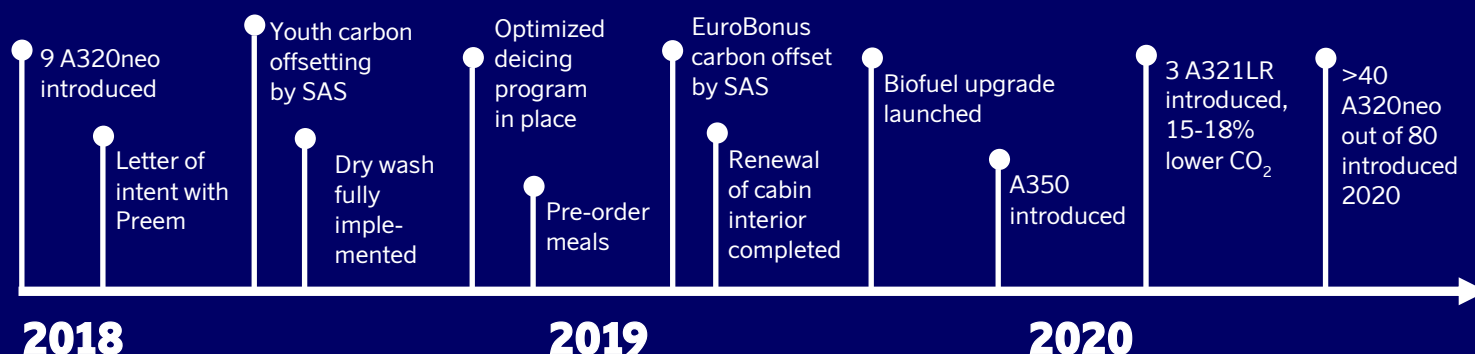 9 A320neo
introduced
Letter of
intent with
Preem
Youth carbon
offsetting
by SAS
Dry wash
fully
imple-
mented
Optimized
deicing
program
in place
Pre-order
meals
EuroBonus
carbon offset
by SAS
Renewal
of cabin
interior
completed
Biofuel upgrade
launched
A350
introduced
3 A321LR
introduced,
15-18%
lower CO₂
>40
A320neo
out of 80
introduced
2020
2018
2019
2020